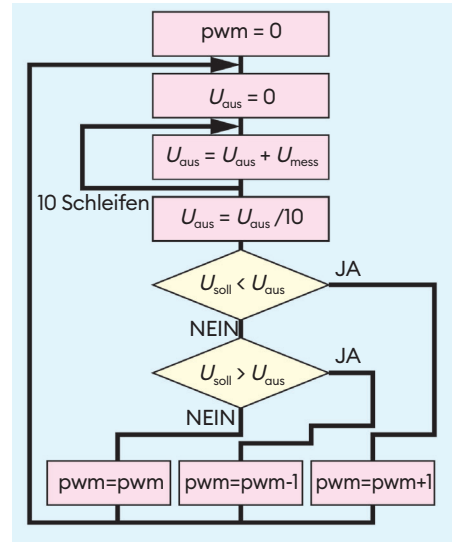 pwm = 0
U_aus = 0
U_aus = U_aus + U_mess
10 Schleifen
U_aus = U_aus /10
U_soll < U_aus
JA
NEIN
U_soll > U_aus
JA
NEIN
pwm=pwm
pwm=pwm-1
pwm=pwm+1